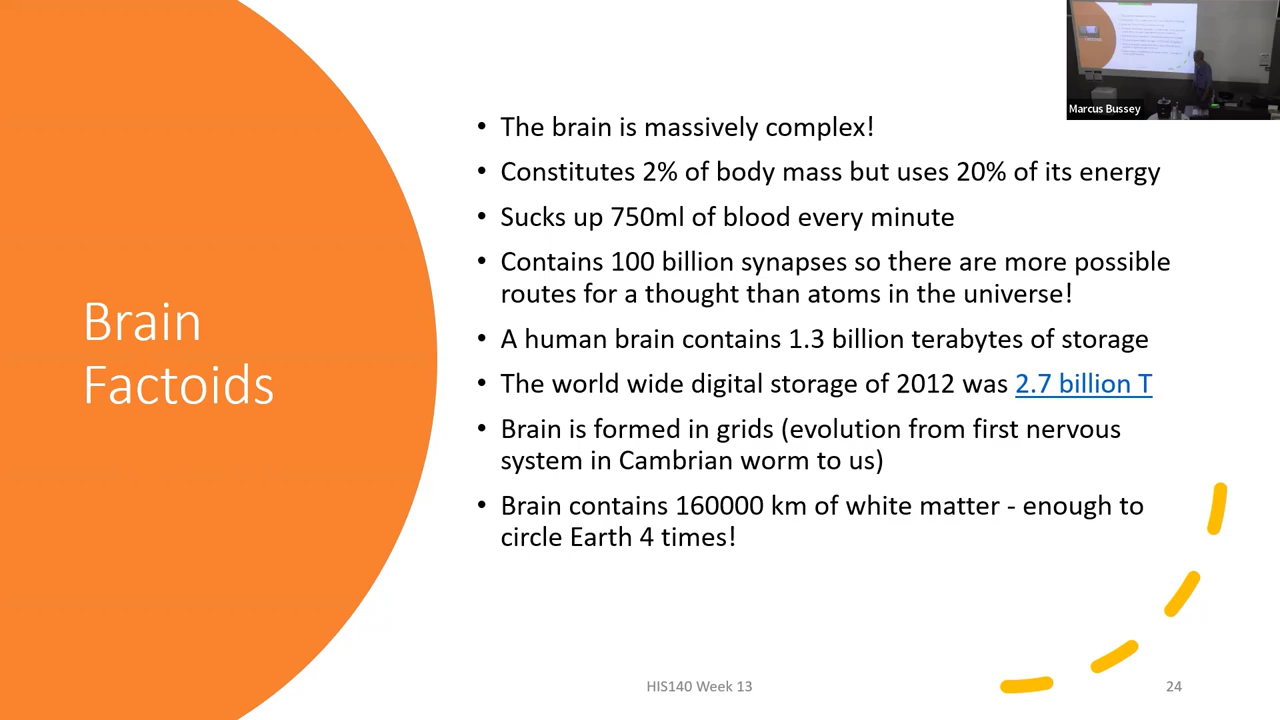 Marcus Bussey
Brain
Factoids
• The brain is massively complex!
• Constitutes 2% of body mass but uses 20% of its energy
• Sucks up 750ml of blood every minute
• Contains 100 billion synapses so there are more possible
routes for a thought than atoms in the universe!
• A human brain contains 1.3 billion terabytes of storage
• The world wide digital storage of 2012 was 2.7 billion T
• Brain is formed in grids (evolution from first nervous
system in Cambrian worm to us)
• Brain contains 160000 km of white matter - enough to
circle Earth 4 times!
HIS140 Week 13
24